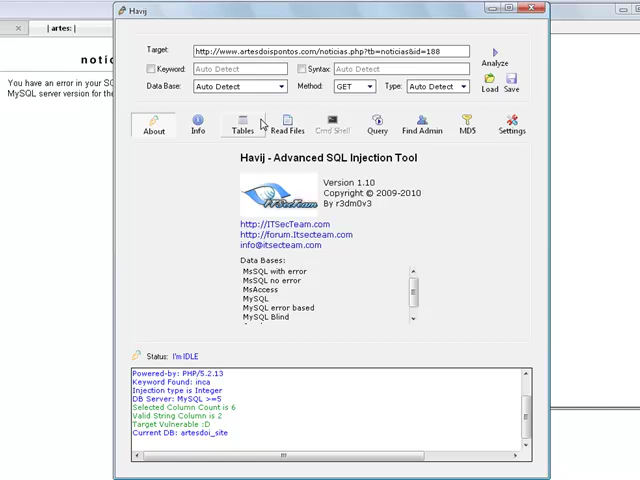 Havij
| artes:
n o t i c
You have an error in your SQ
MySQL server version for the
Target: http://www.artesdoispontos.com/noticias.php?tb=noticias&id=188
Analyze
Keyword: Auto Detect Syntax: Auto Detect
Data Base: Auto Detect Method: GET Type: Auto Detect
Load Save
About Info Tables Read Files Cmd Shell Query Find Admin MD5 Settings
Havij - Advanced SQL Injection Tool
ITSecTeam
Version 1.10
Copyright © 2009-2010
By r3dm0v3
http://ITSecTeam.com
http://forum.Itsecteam.com
info@itsecteam.com
Data Bases:
MsSQL with error
MsSQL no error
MsAccess
MySQL
MySQL error based
MySQL Blind
Status: I'm IDLE
Powered-by: PHP/5.2.13
Keyword Found: inca
Injection type is Integer
DB Server: MySQL >=5
Selected Column Count is 6
Valid String Column is 2
Target Vulnerable :D
Current DB: artesdoi_site